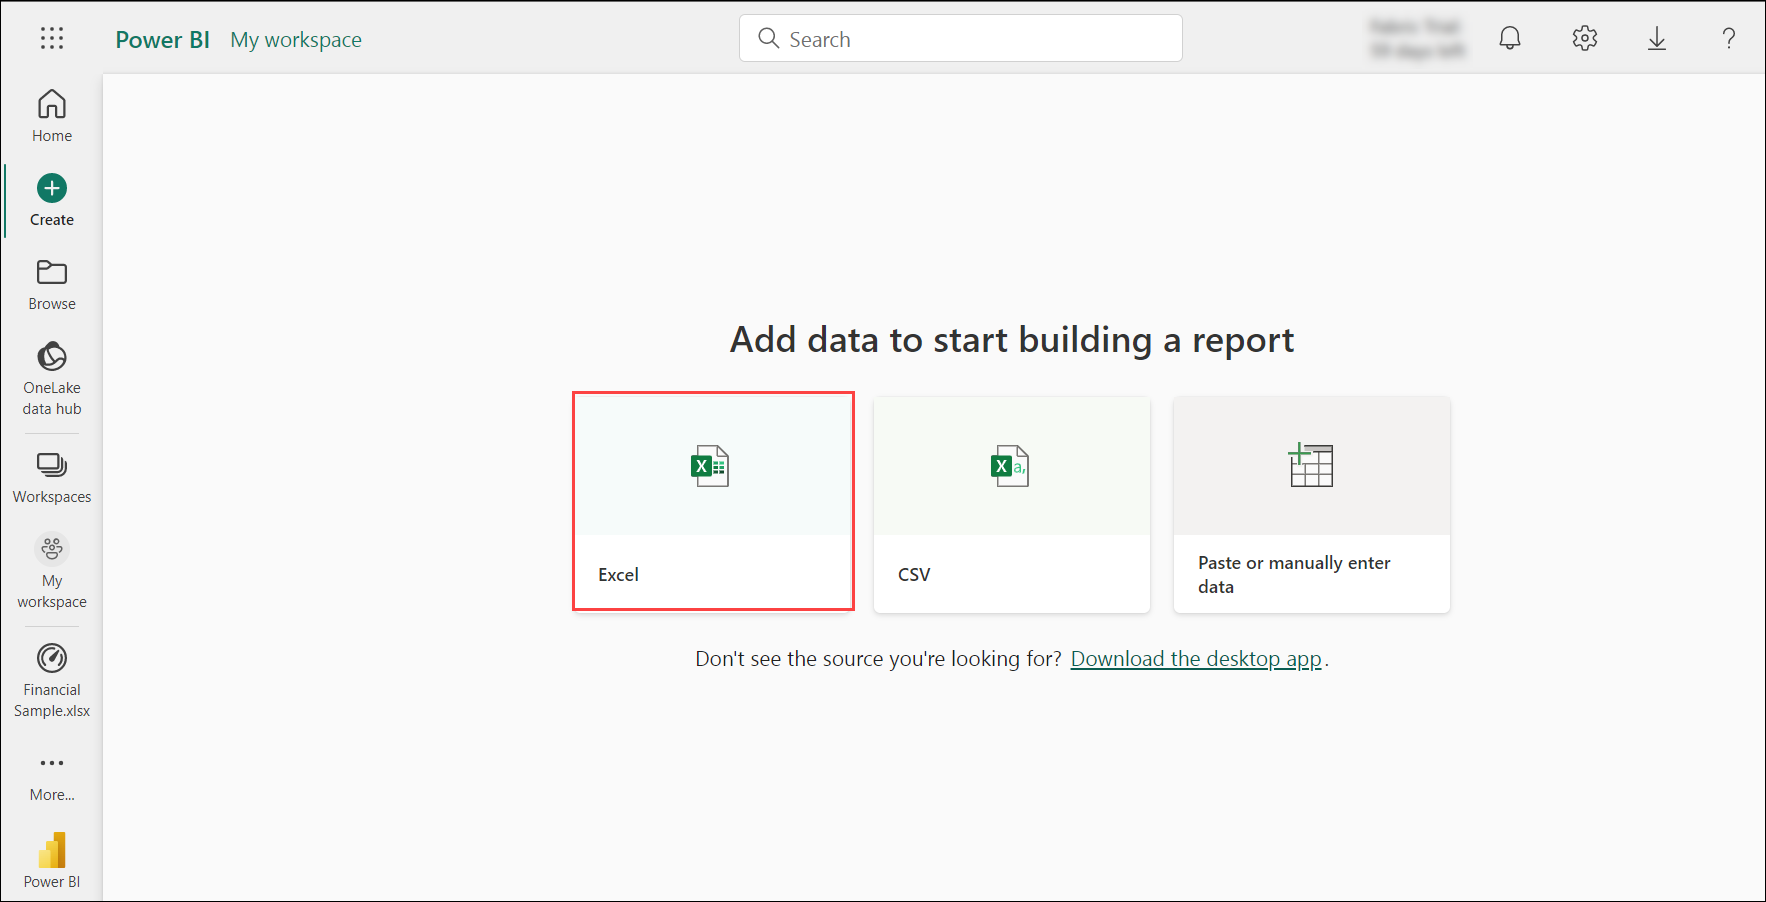 Power BI My workspace
Search
Home
Create
Browse
OneLake
data hub
Workspaces
My
workspace
Financial
Sample.xlsx
More...
Power BI
Add data to start building a report
Excel
CSV
Paste or manually enter
data
Don't see the source you're looking for? Download the desktop app.